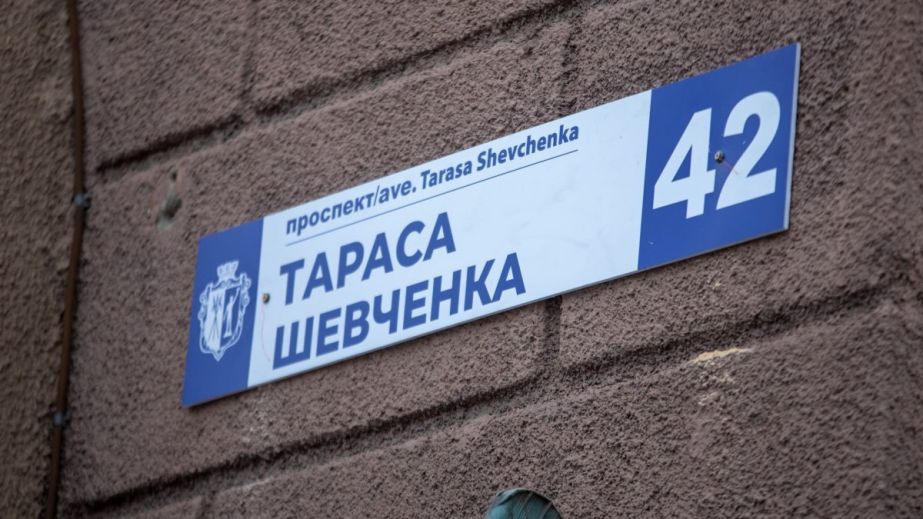 проспект/ave. Tarasa Shevchenka
ТАРАСА
ШЕВЧЕНКА
42